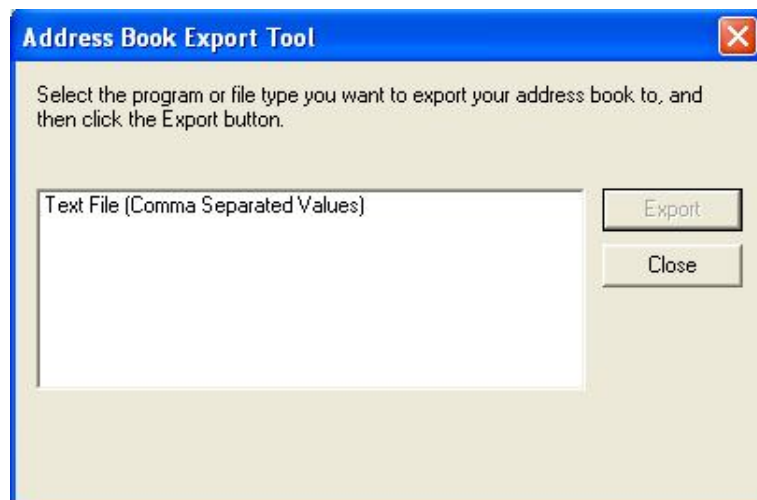 Address Book Export Tool
Select the program or file type you want to export your address book to, and
then click the Export button.
Text File (Comma Separated Values)
Export
Close